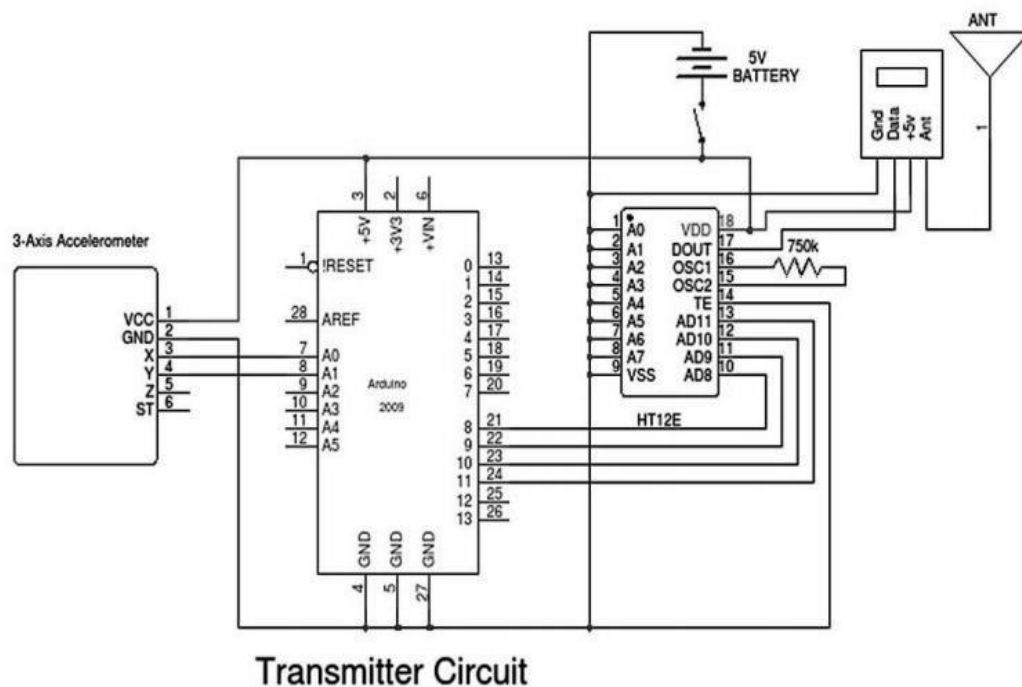 ANT
5V
BATTERY
Gnd
Data
+5v
Ant
1
3-Axis Accelerometer
VCC 1
GND 2
X 3
Y 4
Z 5
ST 6
3 2 6
+5V +3V3 +VIN
1 !RESET
28 AREF
7 A0
8 A1
9 A2
10 A3
11 A4
12 A5
Arduino
2009
0 13
1 14
2 15
3 16
4 17
5 18
6 19
7 20
8 21
9 22
10 23
11 24
12 25
13 26
GND GND GND
4 5 27
1 A0 VDD 18
2 A1 DOUT 17
3 A2 OSC1 16
4 A3 OSC2 15
5 A4 TE 14
6 A5 AD11 13
7 A6 AD10 12
8 A7 AD9 11
9 VSS AD8 10
750k
HT12E
Transmitter Circuit